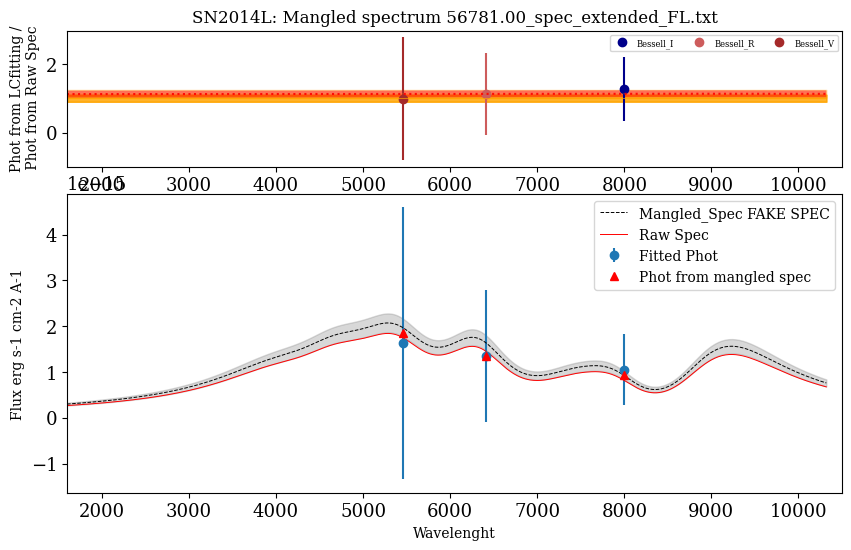 SN2014L: Mangled spectrum 56781.00_spec_extended_FL.txt
Phot from LCfitting /
Phot from Raw Spec
2
0
Bessell_I
Bessell_R
Bessell_V
2000 3000 4000 5000 6000 7000 8000 9000 10000
1e−15
Flux erg s-1 cm-2 A-1
4
3
2
1
0
−1
Mangled_Spec FAKE SPEC
Raw Spec
Fitted Phot
Phot from mangled spec
2000 3000 4000 5000 6000 7000 8000 9000 10000
Wavelenght